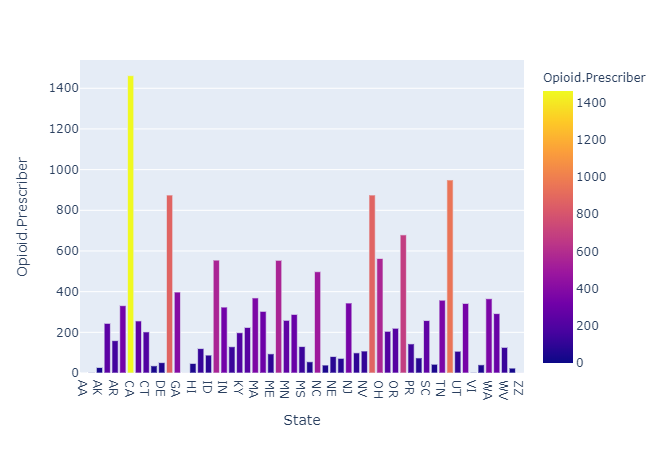 Opioid.Prescriber
1400
1200
1000
800
600
400
200
0
Opioid.Prescriber
1400
1200
1000
800
600
400
200
0
AA
AK
AR
CA
CT
DE
GA
HI
ID
IN
KY
MA
ME
MN
MS
NC
NE
NJ
NV
OH
OR
PR
SC
TN
UT
VI
WA
WV
ZZ
State